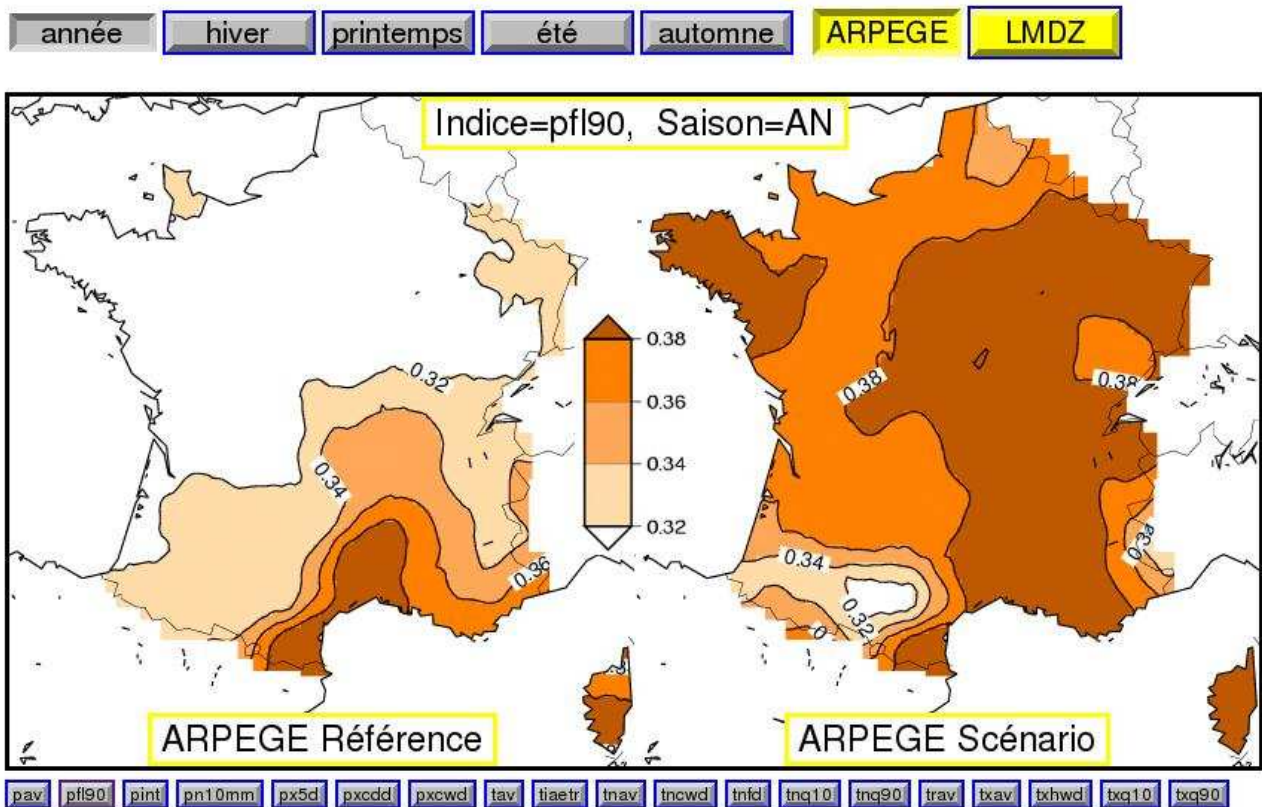 année hiver printemps été automne ARPEGE LMDZ
Indice=pfl90, Saison=AN
0.32
0.34
0.36
0.38
0.36
0.34
0.32
0.38
0.38
0.34
0.34
0.32
ARPEGE Référence
ARPEGE Scénario
pav pfl90 pint pn10mm px5d pxcdd pxcwd tav tiaetr tnav tncwd tnfd tnq10 tnq90 trav txav txhwd txq10 txq90